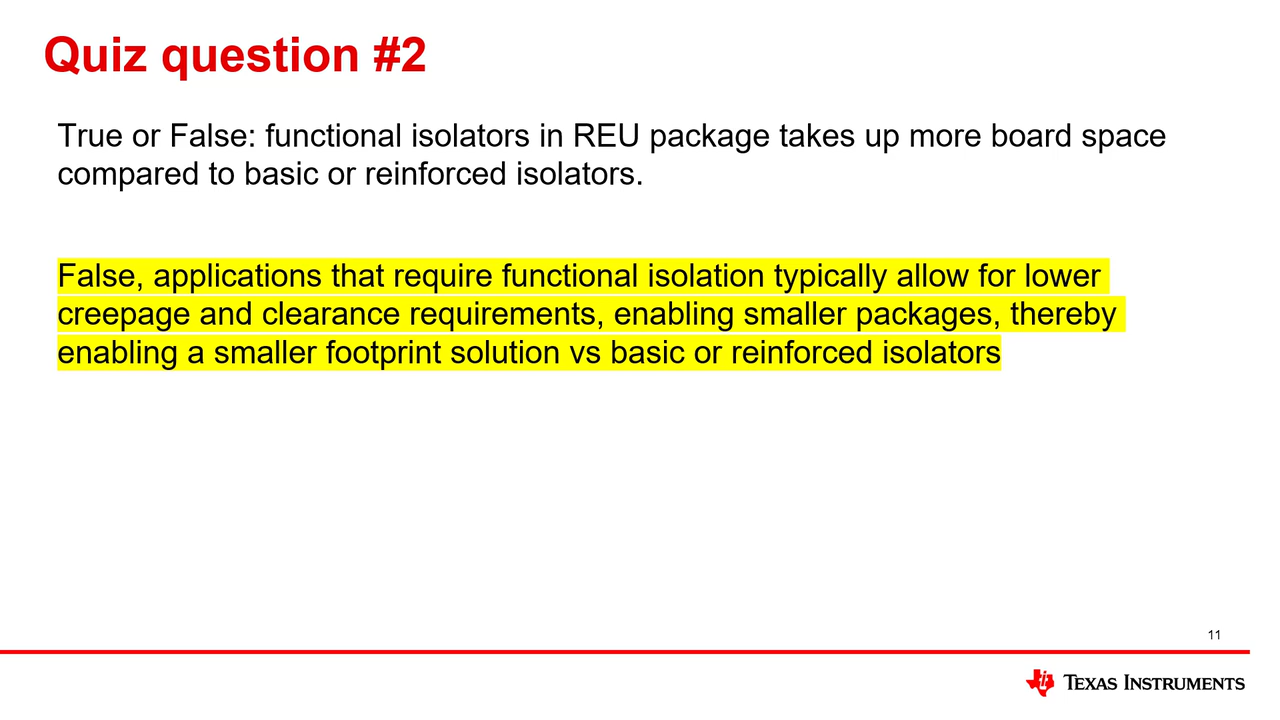 Quiz question #2
True or False: functional isolators in REU package takes up more board space
compared to basic or reinforced isolators.
False, applications that require functional isolation typically allow for lower
creepage and clearance requirements, enabling smaller packages, thereby
enabling a smaller footprint solution vs basic or reinforced isolators
11
TEXAS INSTRUMENTS